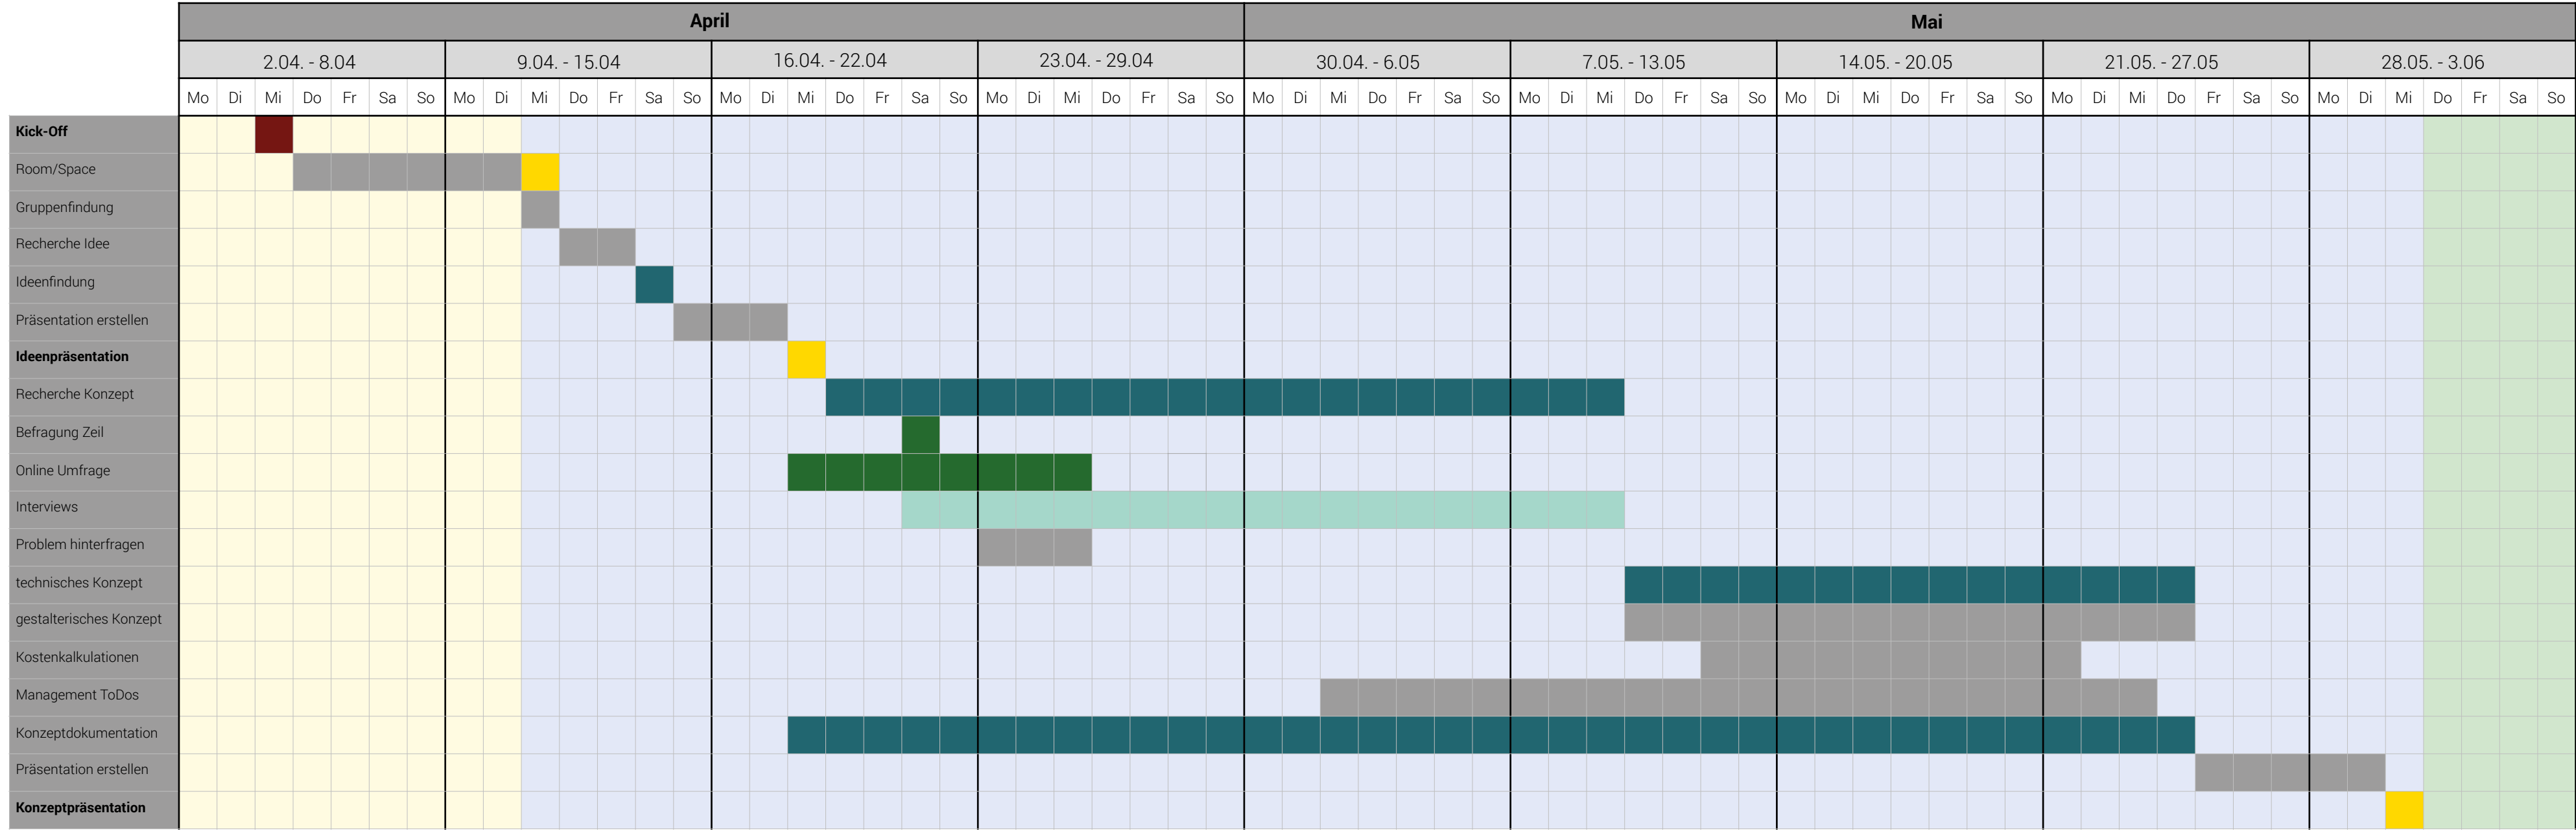 April Mai
2.04. - 8.04 9.04. - 15.04 16.04. - 22.04 23.04. - 29.04 30.04. - 6.05 7.05. - 13.05 14.05. - 20.05 21.05. - 27.05 28.05. - 3.06
Mo Di Mi Do Fr Sa So Mo Di Mi Do Fr Sa So Mo Di Mi Do Fr Sa So Mo Di Mi Do Fr Sa So Mo Di Mi Do Fr Sa So Mo Di Mi Do Fr Sa So Mo Di Mi Do Fr Sa So Mo Di Mi Do Fr Sa So Mo Di Mi Do Fr Sa So
Kick-Off
Room/Space
Gruppenfindung
Recherche Idee
Ideenfindung
Präsentation erstellen
Ideenpräsentation
Recherche Konzept
Befragung Zeil
Online Umfrage
Interviews
Problem hinterfragen
technisches Konzept
gestalterisches Konzept
Kostenkalkulationen
Management ToDos
Konzeptdokumentation
Präsentation erstellen
Konzeptpräsentation